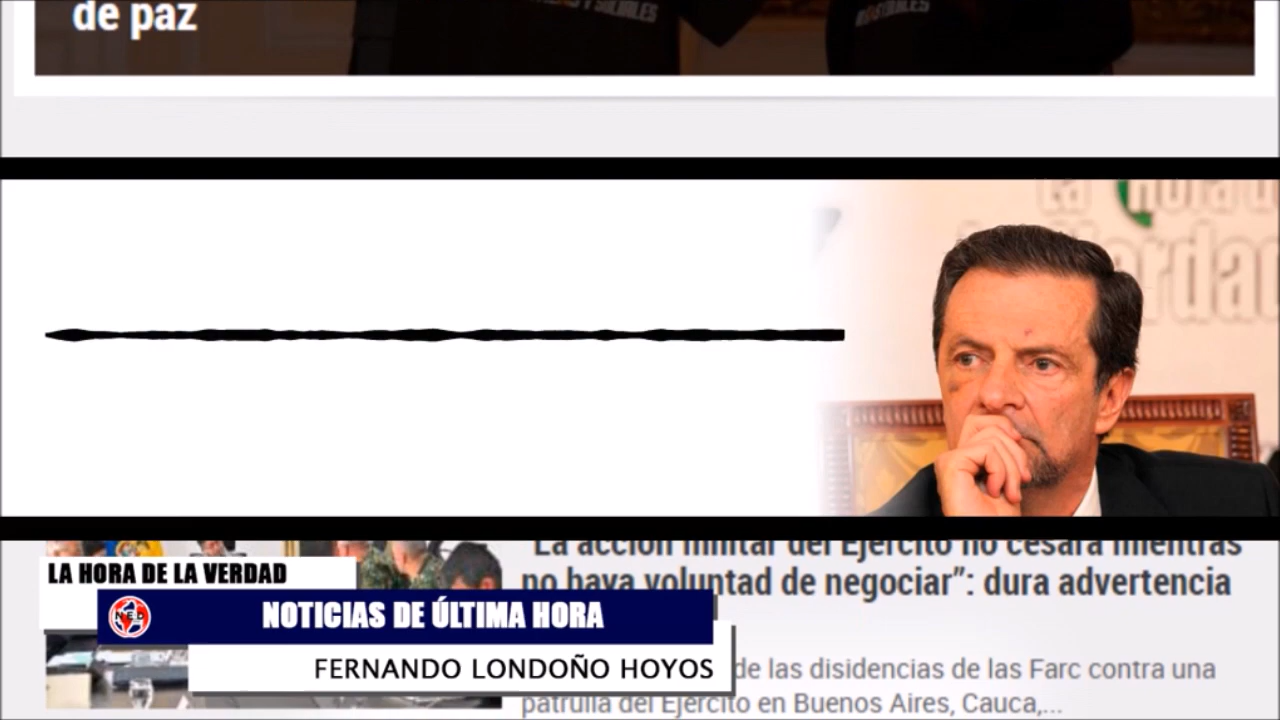 de paz
La Hora d
Verdad
"La acción militar del Ejército no cesará mientras
no haya voluntad de negociar": dura advertencia
LA HORA DE LA VERDAD
NOTICIAS DE ÚLTIMA HORA
FERNANDO LONDOÑO HOYOS
de las disidencias de las Farc contra una
patrulla del Ejército en Buenos Aires, Cauca,...